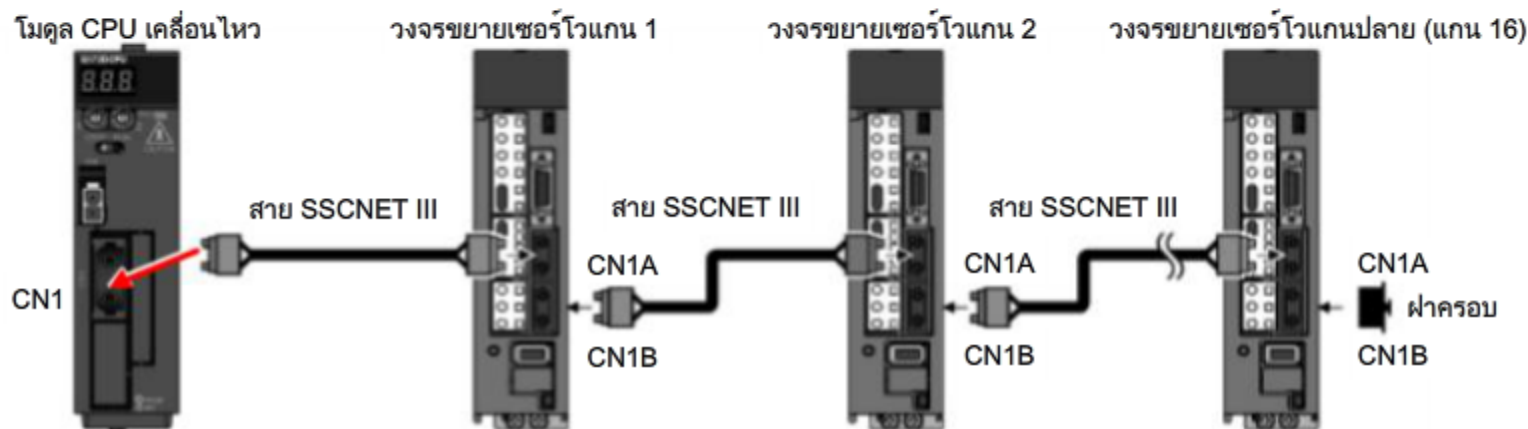 โมดูล CPU เคลื่อนไหว
วงจรขยายเซอร์โวแกน 1
วงจรขยายเซอร์โวแกน 2
วงจรขยายเซอร์โวแกนปลาย (แกน 16)
สาย SSCNET III
สาย SSCNET III
สาย SSCNET III
CN1
CN1A
CN1B
CN1A
CN1B
CN1A
ฝาครอบ
CN1B